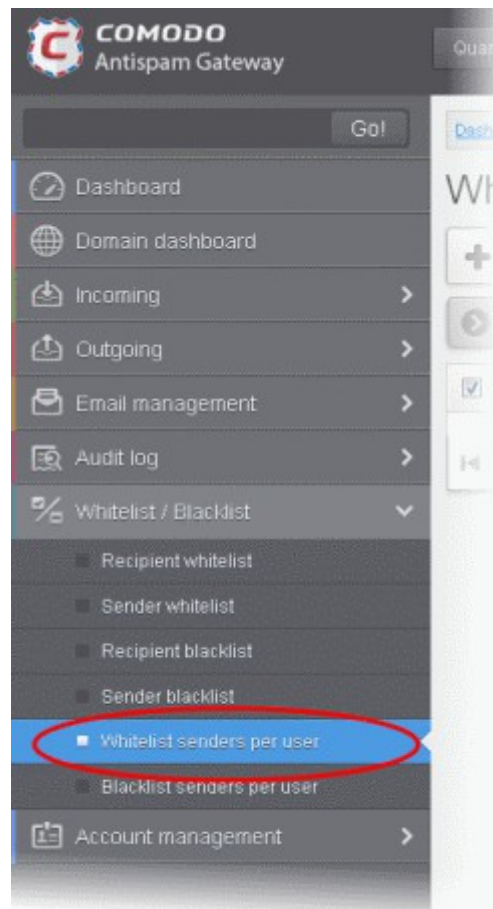 COMODO
Antispam Gateway
Go!
Dashboard
Domain dashboard
Incoming
Outgoing
Email management
Audit log
Whitelist / Blacklist
Recipient whitelist
Sender whitelist
Recipient blacklist
Sender blacklist
Whitelist senders per user
Blacklist senders per user
Account management